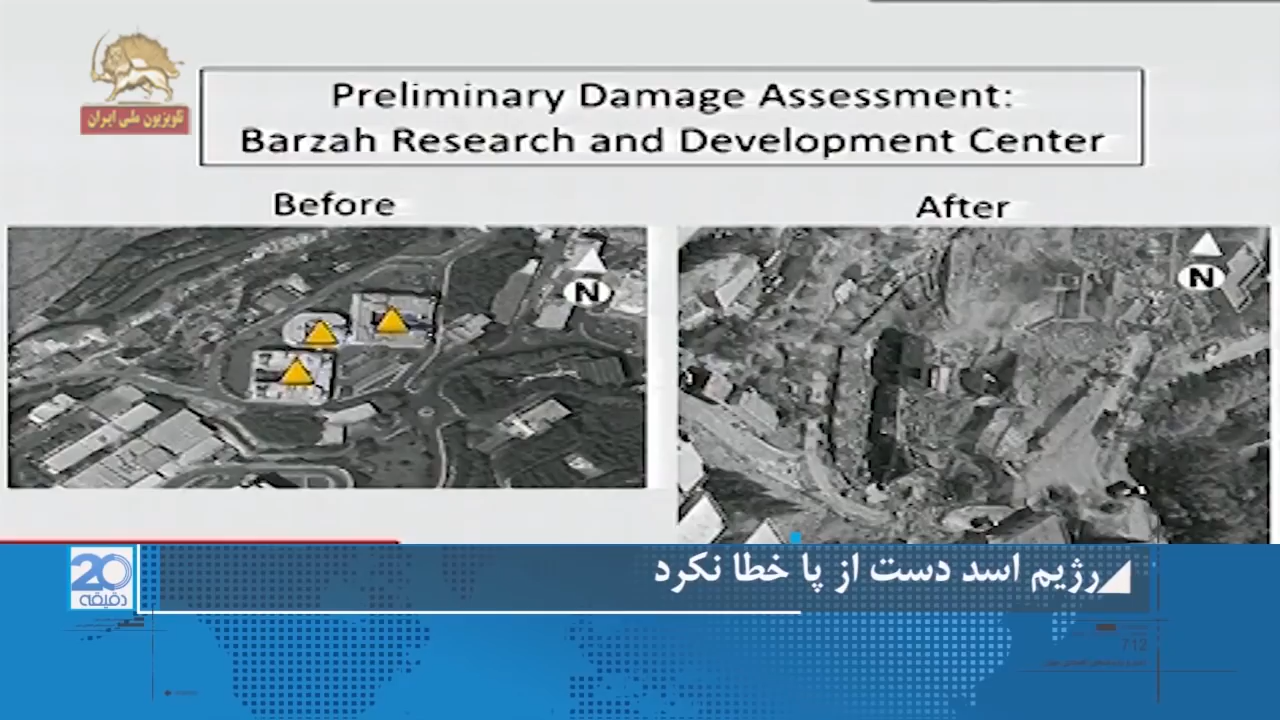 تلویزیون ملی ایران
Preliminary Damage Assessment:
Barzah Research and Development Center
Before
After
N
N
رژیم اسد دست از پا خطا نکرد
20
دقیقه
712